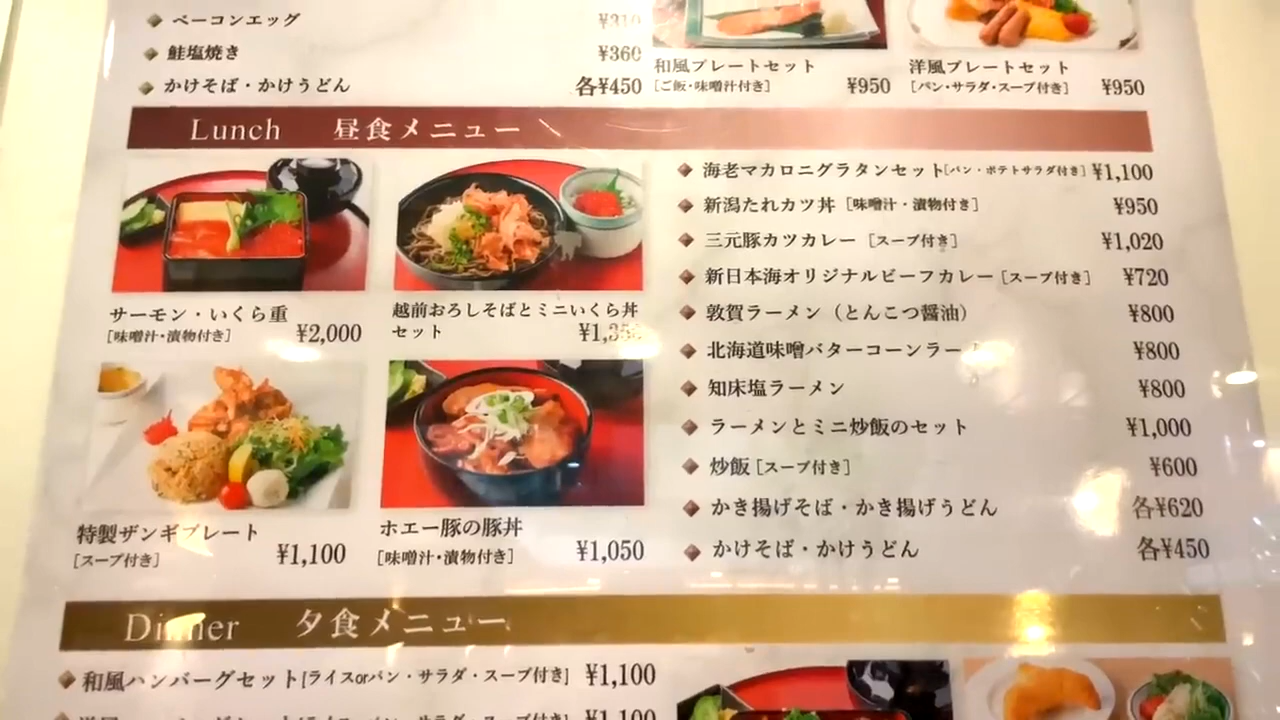 ベーコンエッグ ¥310
鮭塩焼き ¥360
かけそば・かけうどん 各¥450
和風プレートセット
[ご飯・味噌汁付き] ¥950
洋風プレートセット
[パン・サラダ・スープ付き] ¥950
Lunch 昼食メニュー
サーモン・いくら重
[味噌汁・漬物付き] ¥2,000
越前おろしそばとミニいくら丼
セット
特製ザンギプレート
[スープ付き] ¥1,100
ホエー豚の豚丼
[味噌汁・漬物付き] ¥1,050
海老マカロニグラタンセット[パン・ポテトサラダ付き] ¥1,100
新潟たれカツ丼 [味噌汁・漬物付き] ¥950
三元豚カツカレー [スープ付き] ¥1,020
新日本海オリジナルビーフカレー [スープ付き] ¥720
敦賀ラーメン（とんこつ醤油） ¥800
北海道味噌バターコーンラー ¥800
知床塩ラーメン ¥800
ラーメンとミニ炒飯のセット ¥1,000
炒飯 [スープ付き] ¥600
かき揚げそば・かき揚げうどん 各¥620
かけそば・かけうどん 各¥450
Dinner 夕食メニュー
和風ハンバーグセット[ライスorパン・サラダ・スープ付き] ¥1,100